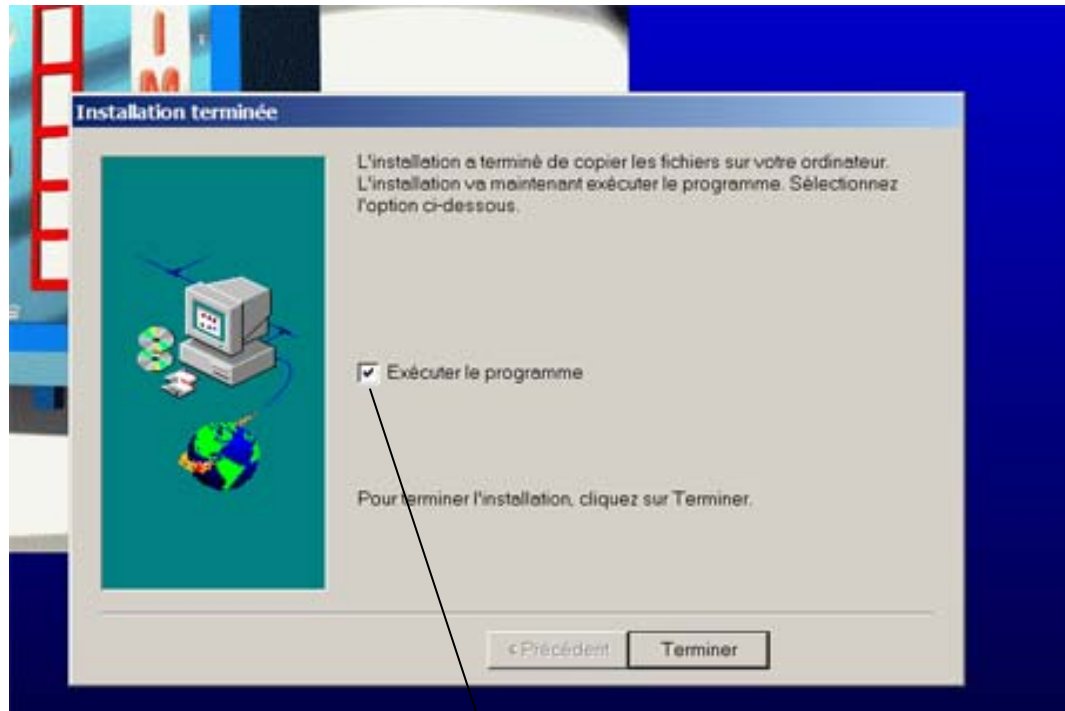 I
M
Installation terminée
L'installation a terminé de copier les fichiers sur votre ordinateur.
L'installation va maintenant exécuter le programme. Sélectionnez
l'option ci-dessous.
Exécuter le programme
Pour terminer l'installation, cliquez sur Terminer.
< Précédent
Terminer